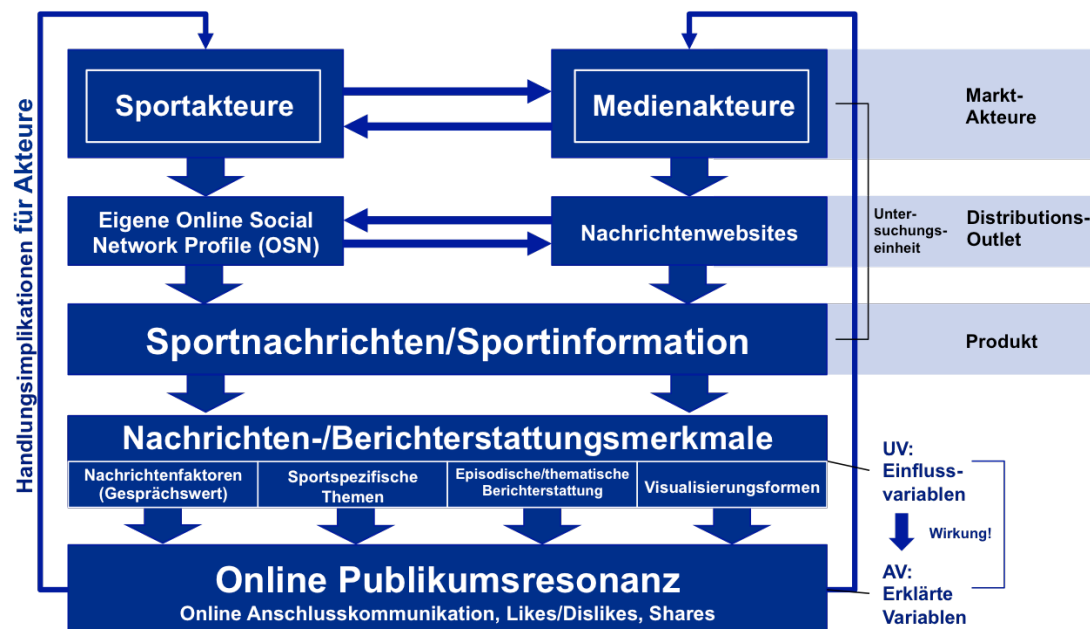 Handlungsimplikationen für Akteure
Sportakteure
Medienakteure
Markt-
Akteure
Eigene Online Social
Network Profile (OSN)
Nachrichtenwebsites
Unter-
suchungs-
einheit
Distributions-
Outlet
Sportnachrichten/Sportinformation
Produkt
Nachrichten-/Berichterstattungsmerkmale
Nachrichtenfaktoren
(Gesprächswert)
Sportspezifische
Themen
Episodische/thematische
Berichterstattung
Visualisierungsformen
UV:
Einfluss-
variablen
Wirkung!
Online Publikumsresonanz
Online Anschlusskommunikation, Likes/Dislikes, Shares
AV:
Erklärte
Variablen